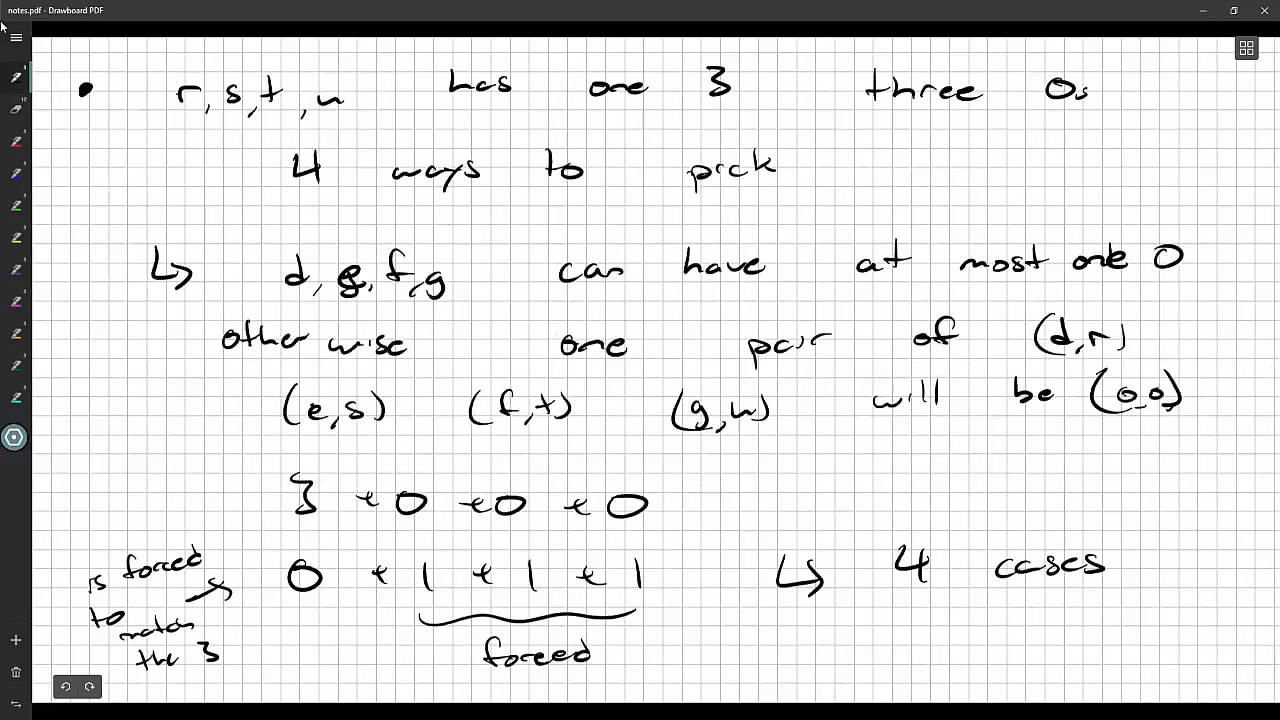 notes.pdf - Drawboard PDF
• r, s, t, u has one 3 three 0s
4 ways to pick
↳ d, e, f, g can have at most one 0
otherwise one pair of (d, r)
(e, s) (f, t) (g, u) will be (0, 0)
3 + 0 + 0 + 0
0 + 1 + 1 + 1 ↳ 4 cases
is forced
to match
the 3
forced